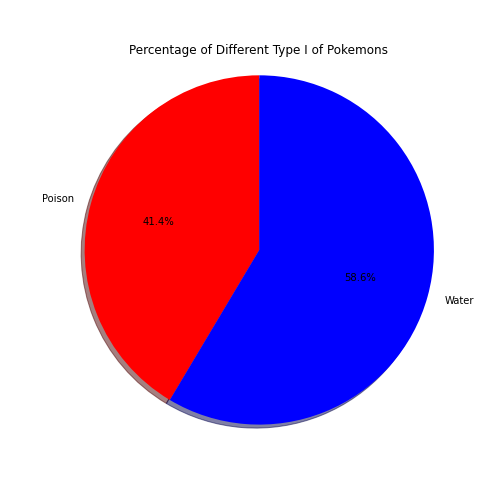 Percentage of Different Type I of Pokemons
Poison
41.4%
58.6%
Water